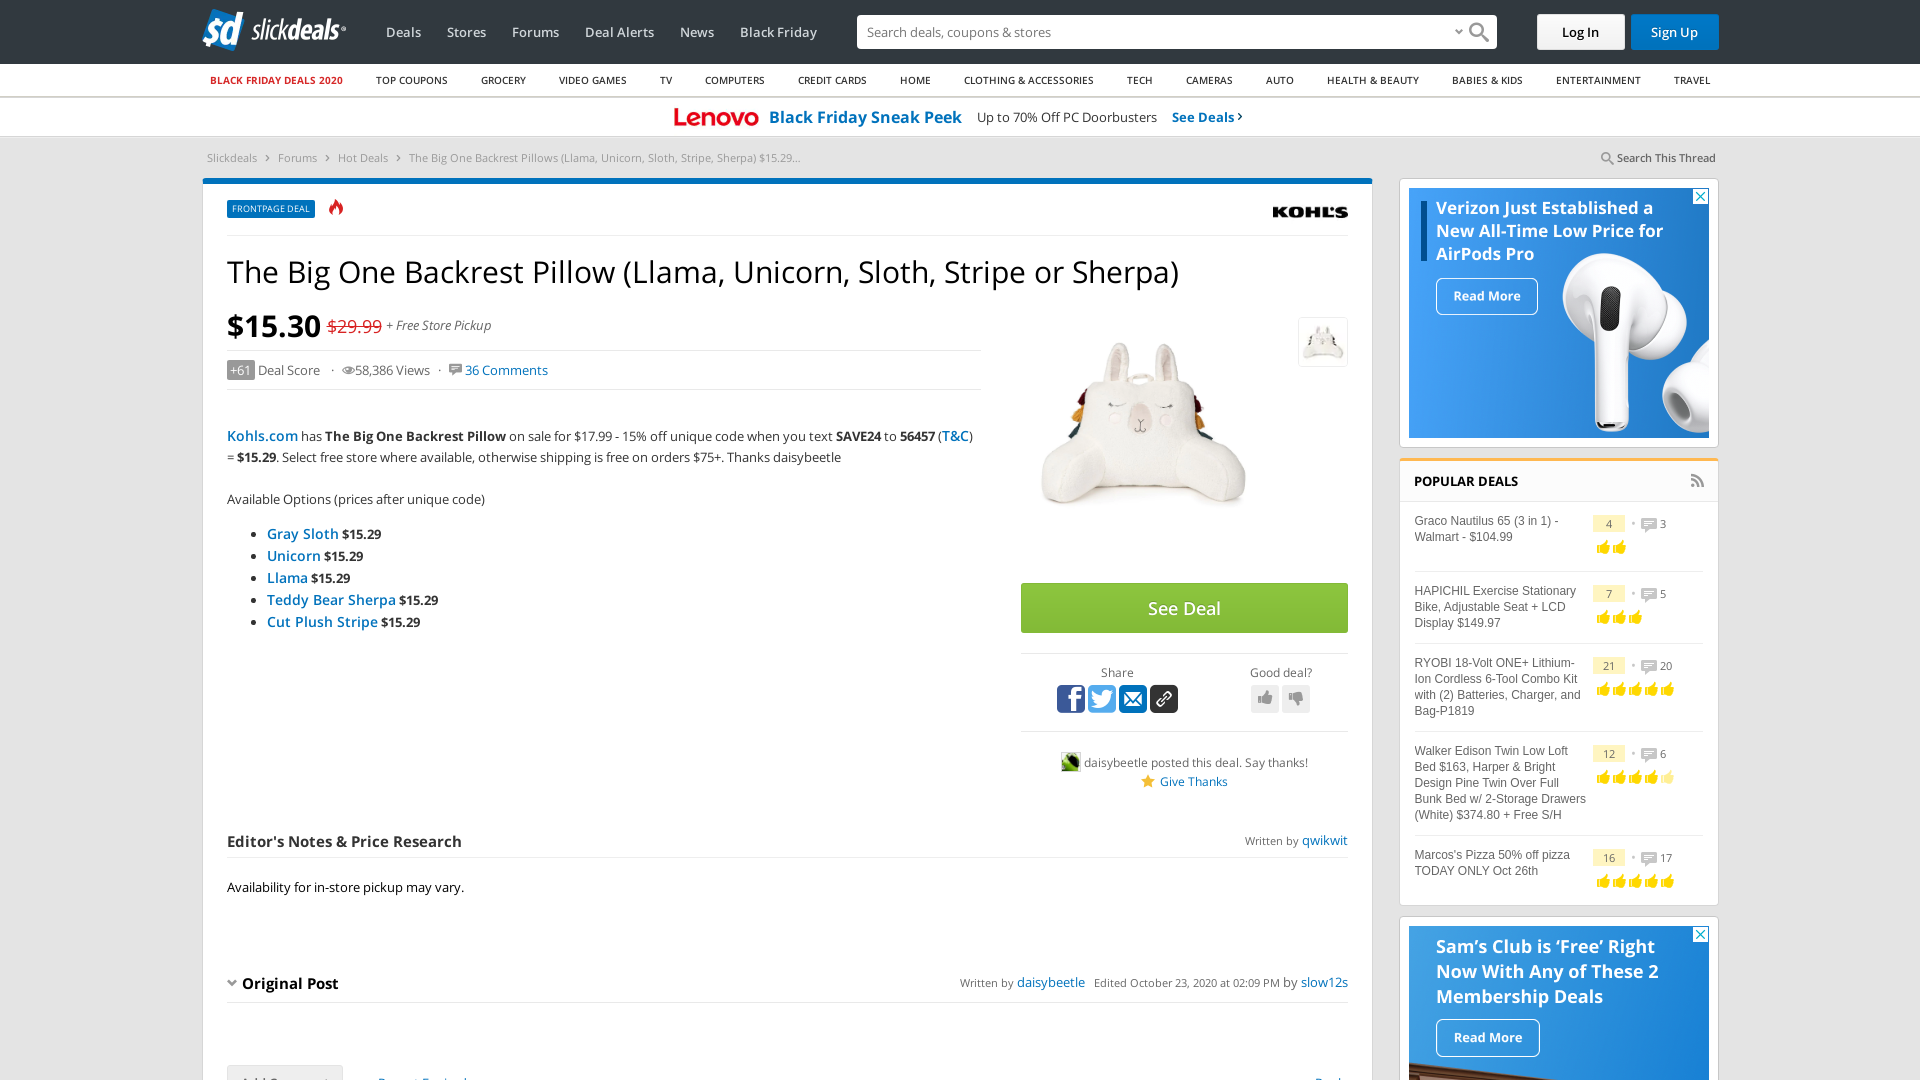 sd slickdeals
Deals Stores Forums Deal Alerts News Black Friday
Search deals, coupons & stores
Log In
Sign Up
BLACK FRIDAY DEALS 2020 TOP COUPONS GROCERY VIDEO GAMES TV COMPUTERS CREDIT CARDS HOME CLOTHING & ACCESSORIES TECH CAMERAS AUTO HEALTH & BEAUTY BABIES & KIDS ENTERTAINMENT TRAVEL
Lenovo Black Friday Sneak Peek Up to 70% Off PC Doorbusters See Deals
Slickdeals Forums Hot Deals The Big One Backrest Pillows (Llama, Unicorn, Sloth, Stripe, Sherpa) $15.29...
Search This Thread
FRONTPAGE DEAL
KOHL'S
The Big One Backrest Pillow (Llama, Unicorn, Sloth, Stripe or Sherpa)
$15.30 $29.99 + Free Store Pickup
+61 Deal Score · 58,386 Views · 36 Comments
Kohls.com has The Big One Backrest Pillow on sale for $17.99 - 15% off unique code when you text SAVE24 to 56457 (T&C)
= $15.29. Select free store where available, otherwise shipping is free on orders $75+. Thanks daisybeetle
Available Options (prices after unique code)
Gray Sloth $15.29
Unicorn $15.29
Llama $15.29
Teddy Bear Sherpa $15.29
Cut Plush Stripe $15.29
See Deal
Share
Good deal?
daisybeetle posted this deal. Say thanks!
Give Thanks
Editor's Notes & Price Research
Written by qwikwit
Availability for in-store pickup may vary.
Original Post
Written by daisybeetle Edited October 23, 2020 at 02:09 PM by slow12s
Verizon Just Established a
New All-Time Low Price for
AirPods Pro
Read More
POPULAR DEALS
Graco Nautilus 65 (3 in 1) -
Walmart - $104.99
4 • 3
HAPICHIL Exercise Stationary
Bike, Adjustable Seat + LCD
Display $149.97
7 • 5
RYOBI 18-Volt ONE+ Lithium-
Ion Cordless 6-Tool Combo Kit
with (2) Batteries, Charger, and
Bag-P1819
21 • 20
Walker Edison Twin Low Loft
Bed $163, Harper & Bright
Design Pine Twin Over Full
Bunk Bed w/ 2-Storage Drawers
(White) $374.80 + Free S/H
12 • 6
Marcos's Pizza 50% off pizza
TODAY ONLY Oct 26th
16 • 17
Sam's Club is 'Free' Right
Now With Any of These 2
Membership Deals
Read More